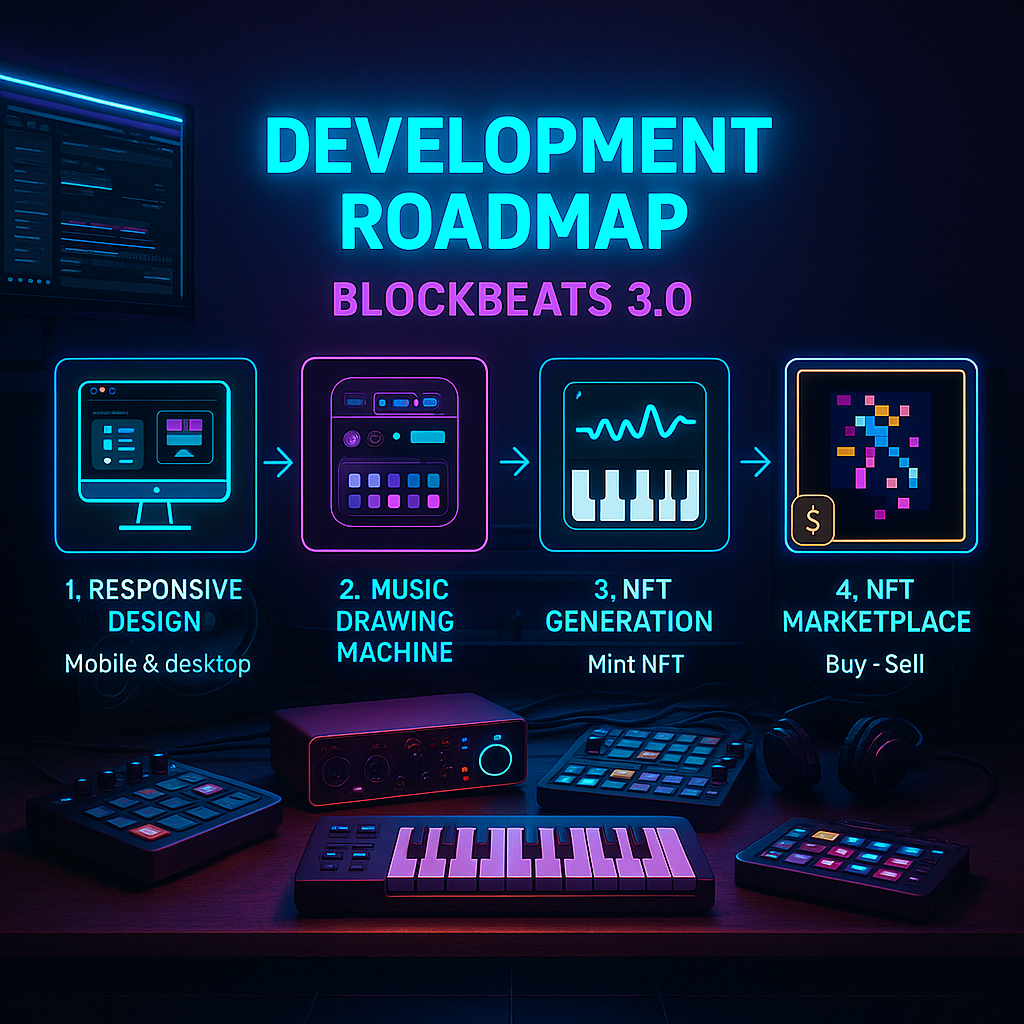 DEVELOPMENT
ROADMAP
BLOCKBEATS 3.0
1, RESPONSIVE
DESIGN
Mobile & desktop
2. MUSIC
DRAWING
MACHINE
3, NFT
GENERATION
Mint NFT
$
4, NFT
MARKETPLACE
Buy - Sell